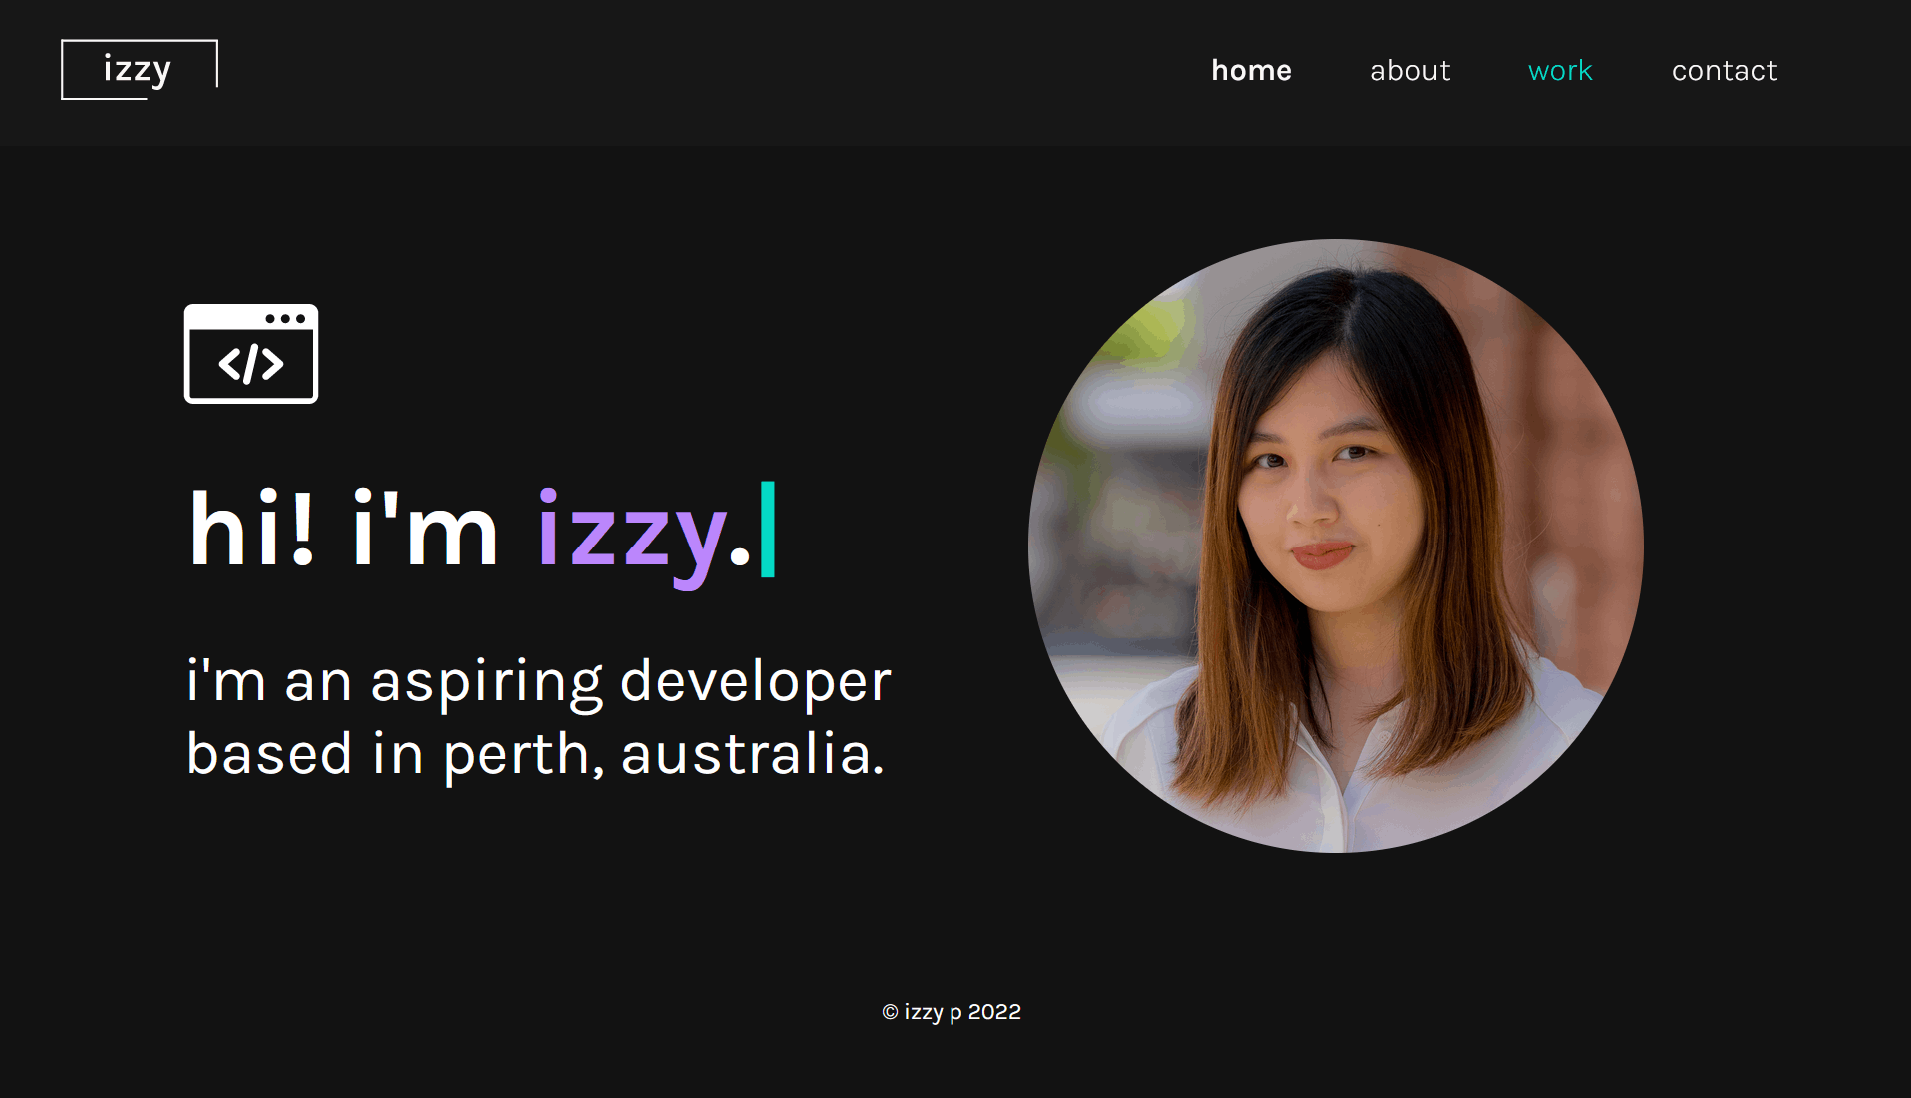 izzy
home about work contact
</>
hi! i'm izzy.
i'm an aspiring developer
based in perth, australia.
© izzy p 2022